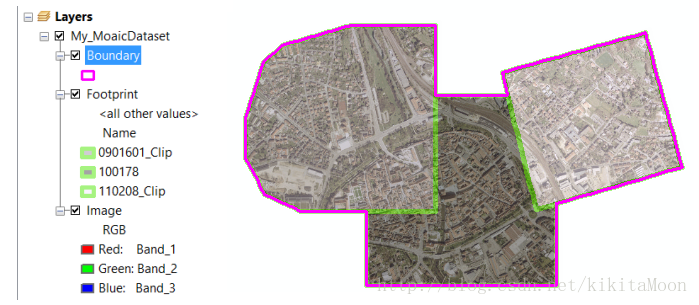 Layers
My_MoaicDataset
Boundary
Footprint
<all other values>
Name
0901601_Clip
100178
110208_Clip
Image
RGB
Red: Band_1
Green: Band_2
Blue: Band_3
http://blog.csdn.net/kikitaMoon